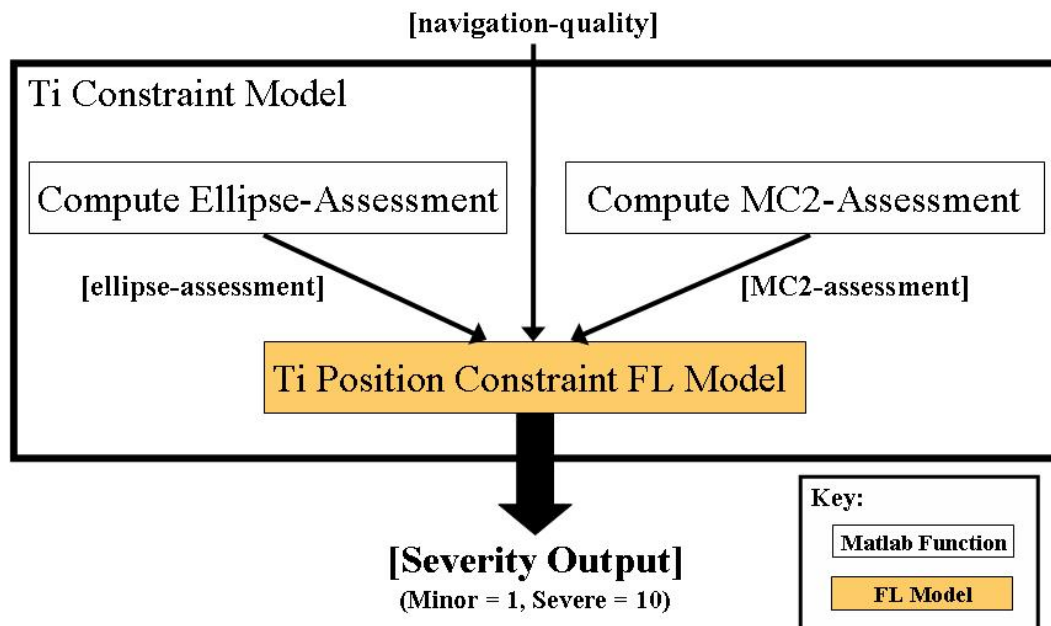 [navigation-quality]
Ti Constraint Model
Compute Ellipse-Assessment
Compute MC2-Assessment
[ellipse-assessment]
[MC2-assessment]
Ti Position Constraint FL Model
[Severity Output]
(Minor = 1, Severe = 10)
Key:
Matlab Function
FL Model